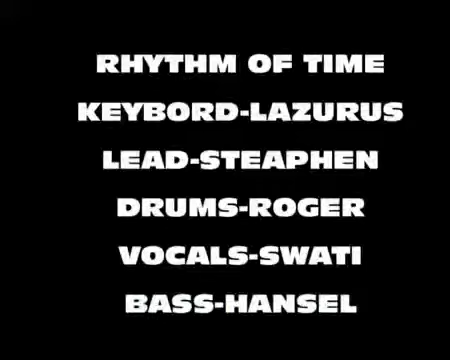 RHYTHM OF TIME
KEYBORD-LAZURUS
LEAD-STEAPHEN
DRUMS-ROGER
VOCALS-SWATI
BASS-HANSEL